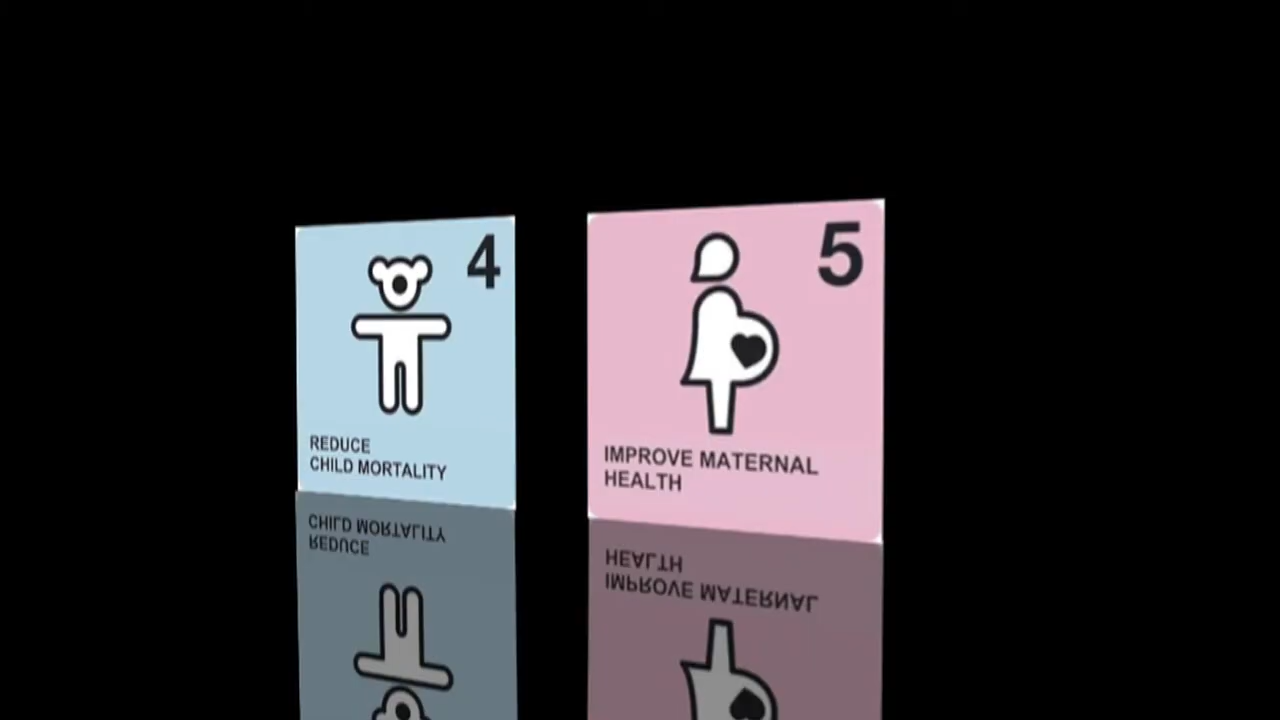 4
REDUCE
CHILD MORTALITY
5
IMPROVE MATERNAL
HEALTH